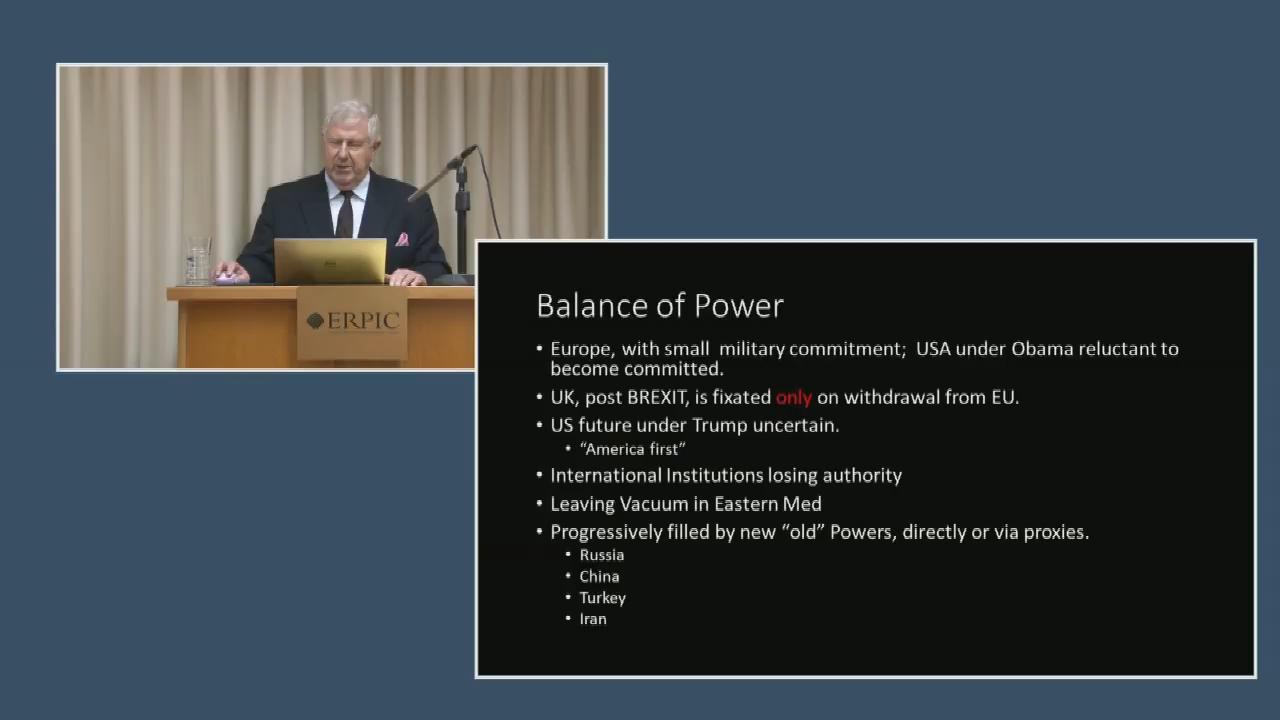 ERPIC
Balance of Power
• Europe, with small military commitment; USA under Obama reluctant to
become committed.
• UK, post BREXIT, is fixated only on withdrawal from EU.
• US future under Trump uncertain.
• “America first”
• International Institutions losing authority
• Leaving Vacuum in Eastern Med
• Progressively filled by new “old” Powers, directly or via proxies.
• Russia
• China
• Turkey
• Iran